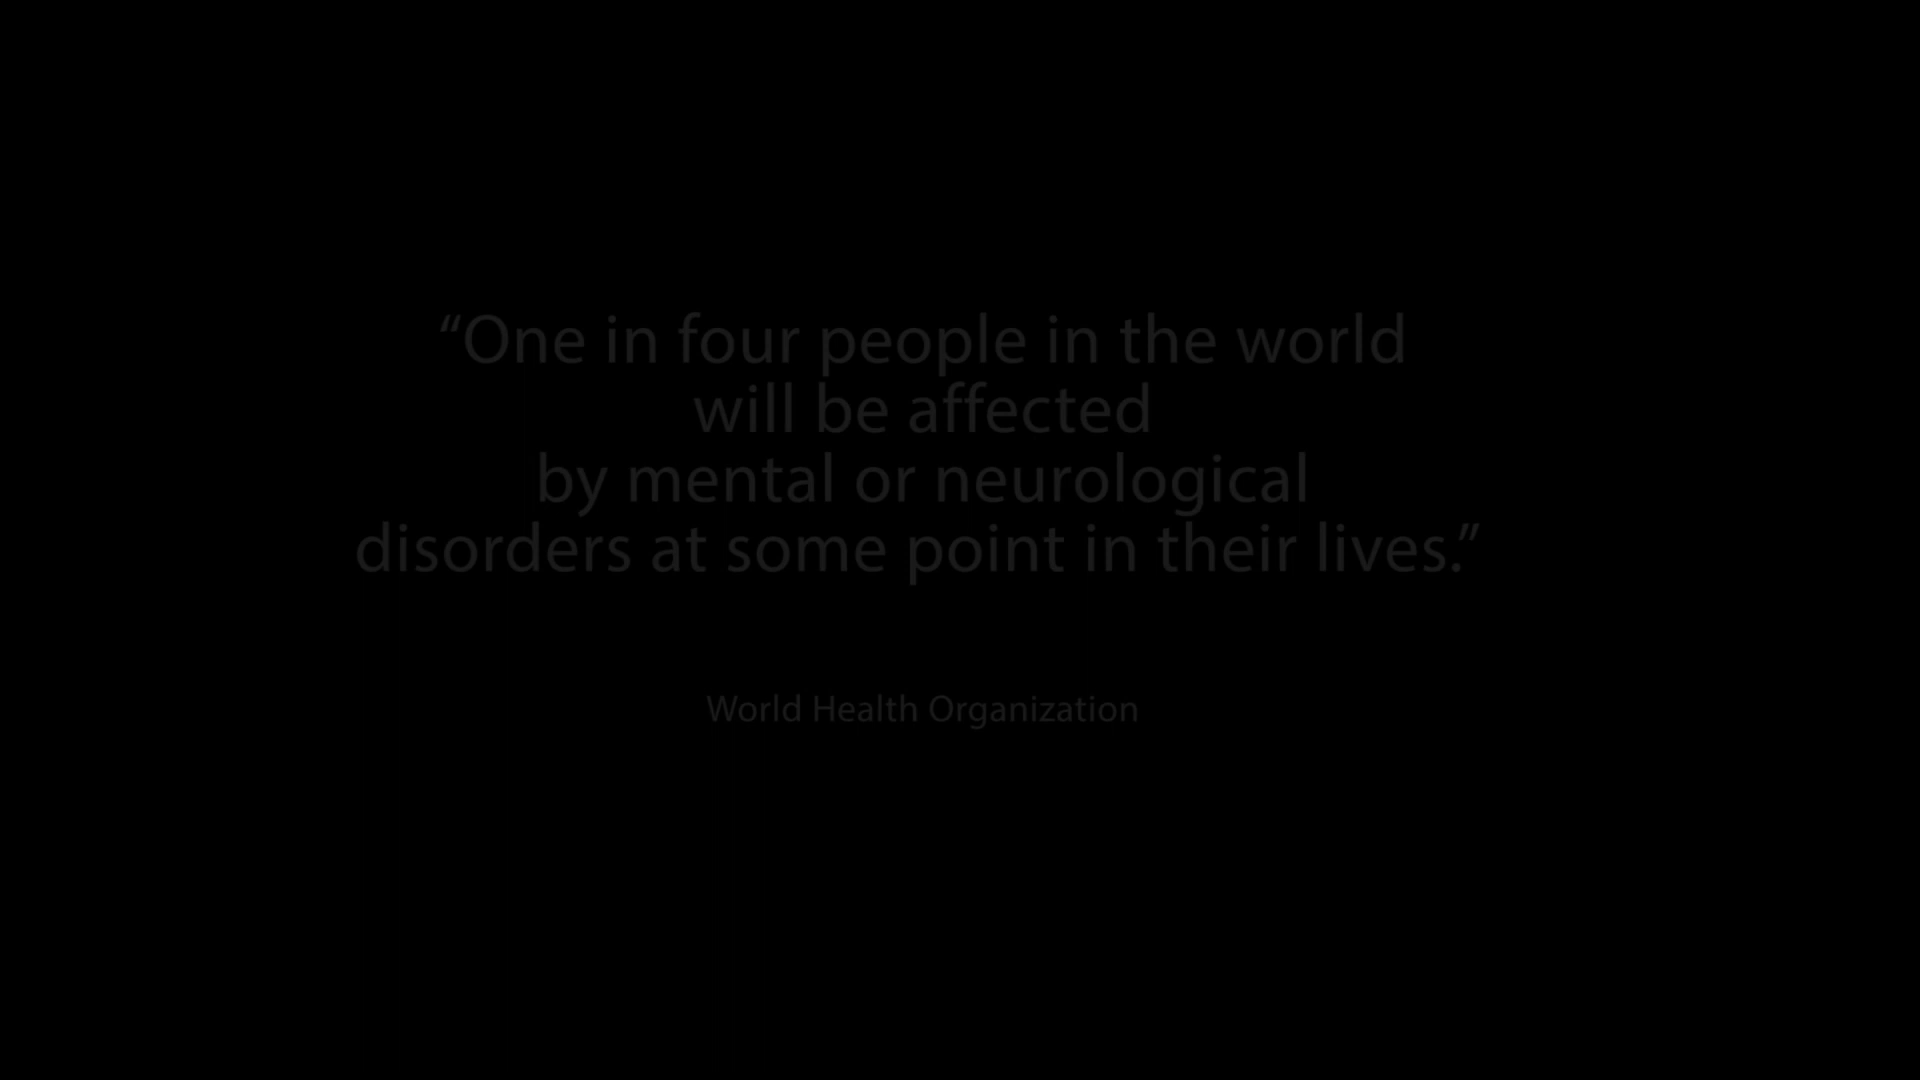 “One in four people in the world
will be affected
by mental or neurological
disorders at some point in their lives.”
World Health Organization